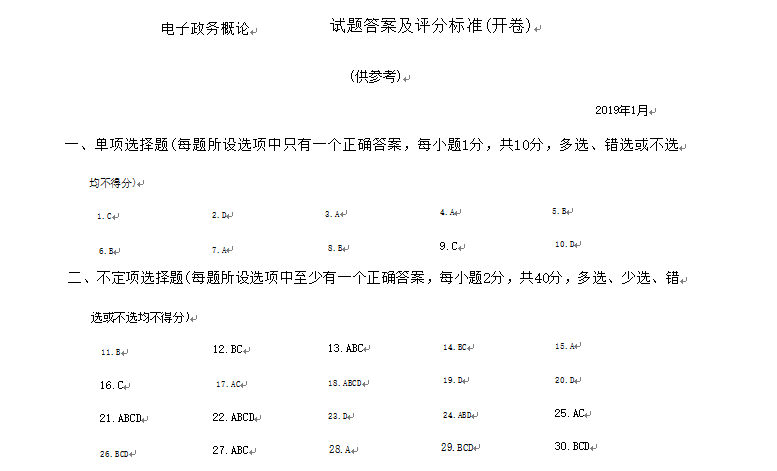 电子政务概论 试题答案及评分标准(开卷)
(供参考)
2019年1月
一、单项选择题(每题所设选项中只有一个正确答案，每小题1分，共10分，多选、错选或不选
均不得分)
1.C 2.D 3.A 4.A 5.B
6.B 7.A 8.B 9.C 10.D
二、不定项选择题(每题所设选项中至少有一个正确答案，每小题2分，共40分，多选、少选、错
选或不选均不得分)
11.B 12.BC 13.ABC 14.BC 15.A
16.C 17.AC 18.ABCD 19.D 20.D
21.ABCD 22.ABCD 23.D 24.ABD 25.AC
26.BCD 27.ABC 28.A 29.BCD 30.BCD